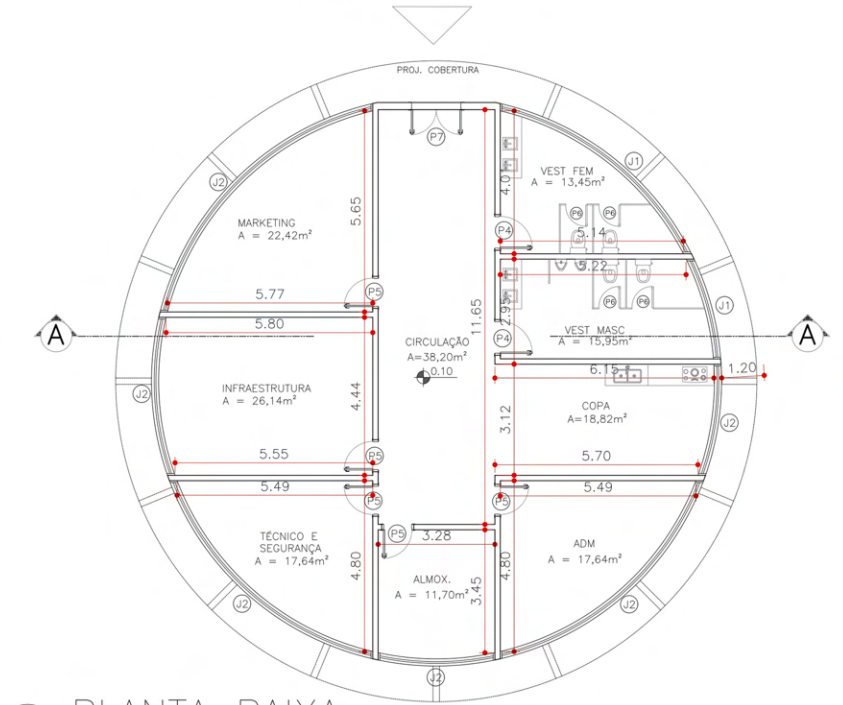 PROJ. COBERTURA
P7
J1
VEST FEM
A = 13,45m²
J2
MARKETING
A = 22,42m²
5.65
4.0
P6
P6
P4
5.14
5.22
5.77
P5
5.80
11.65
2.95
P6
P6
J1
A
A
CIRCULAÇÃO
A=38,20m²
0.10
P4
VEST MASC
A = 15,95m²
6.15
1.20
INFRAESTRUTURA
A = 26,14m²
4.44
3.12
COPA
A=18,82m²
J2
J2
5.55
P5
5.70
5.49
P5
P5
5.49
TÉCNICO E
SEGURANÇA
A = 17,64m²
4.80
P5
3.28
ALMOX.
A = 11,70m²
3.45
4.80
ADM
A = 17,64m²
J2
J2
J2
PLANTA BAIXA